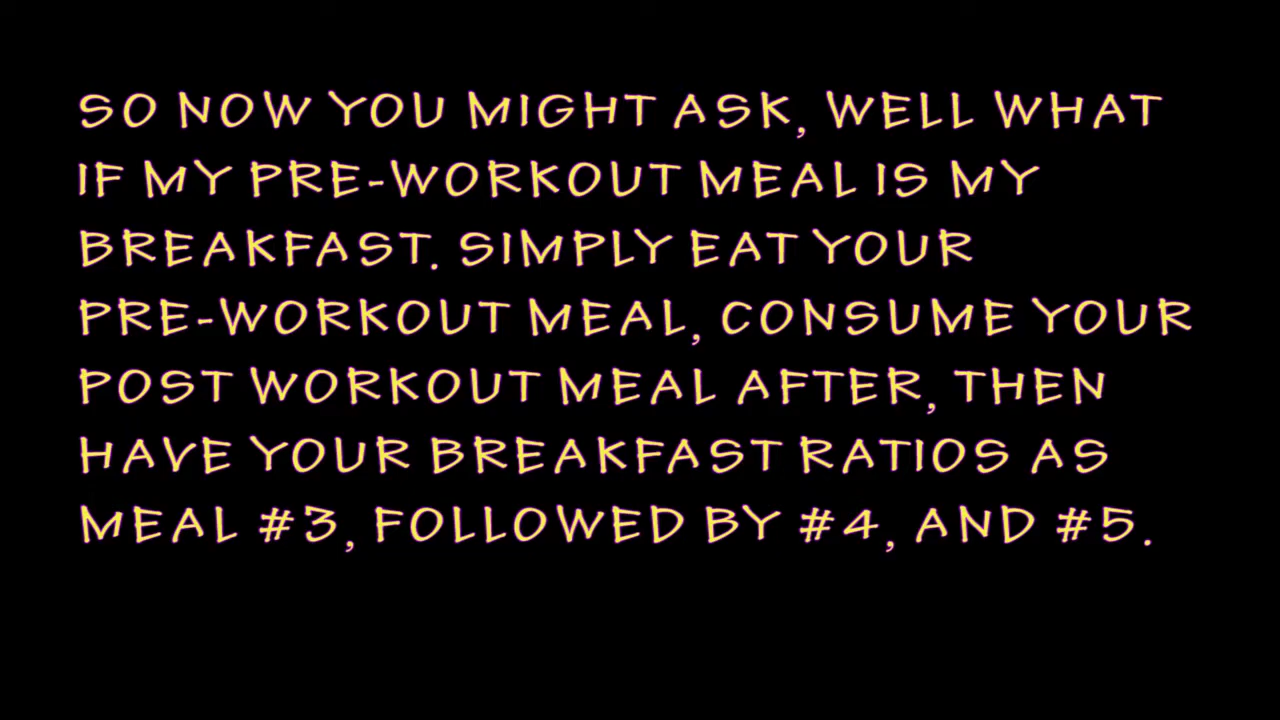 SO NOW YOU MIGHT ASK, WELL WHAT
IF MY PRE-WORKOUT MEAL IS MY
BREAKFAST. SIMPLY EAT YOUR
PRE-WORKOUT MEAL, CONSUME YOUR
POST WORKOUT MEAL AFTER, THEN
HAVE YOUR BREAKFAST RATIOS AS
MEAL #3, FOLLOWED BY #4, AND #5.